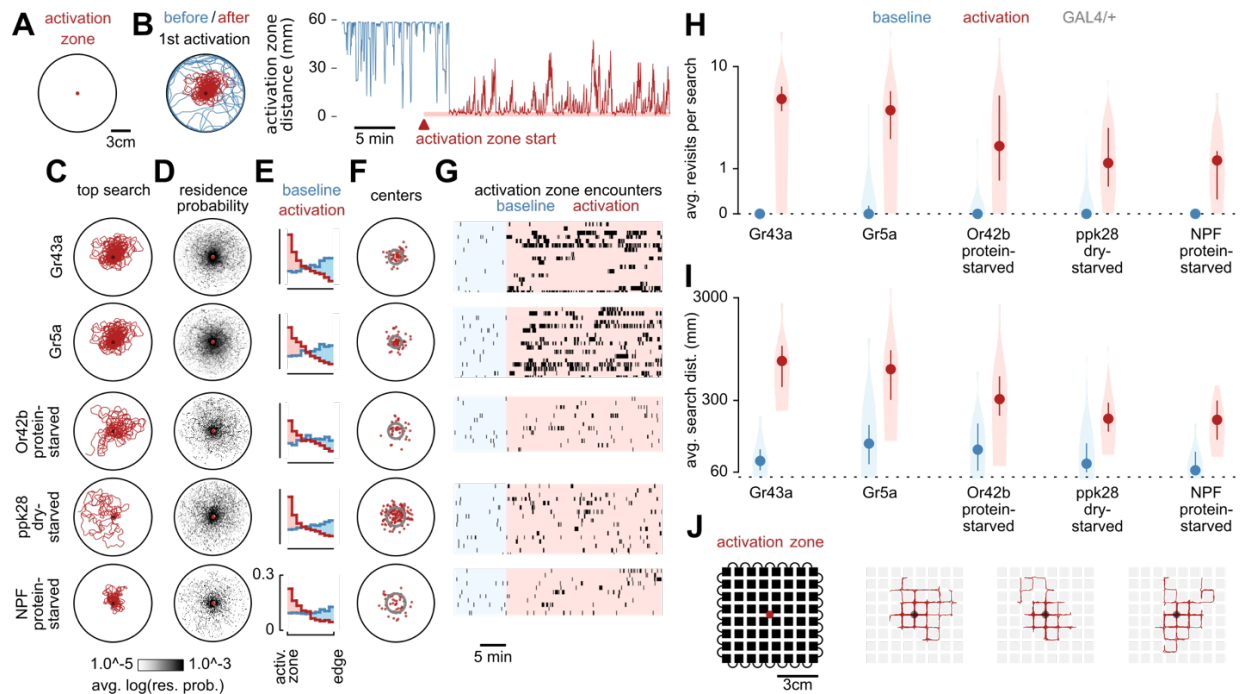 A
activation
zone
3cm
B
before / after
1st activation
activation zone
distance (mm)
60
30
0
5 min
activation zone start
C
top search
D
residence
probability
E
baseline
activation
F
centers
G
activation zone encounters
baseline activation
Gr43a
Gr5a
Or42b
protein-
starved
ppk28
dry-
starved
NPF
protein-
starved
0.3
0
activ.
zone
edge
1.0^-5 1.0^-3
avg. log(res. prob.)
5 min
baseline activation GAL4/+
H
avg. revisits per search
10
1
0
Gr43a Gr5a Or42b ppk28 NPF
protein- dry- protein-
starved starved starved
I
avg. search dist. (mm)
3000
300
60
Gr43a Gr5a Or42b ppk28 NPF
protein- dry- protein-
starved starved starved
J
activation zone
3cm